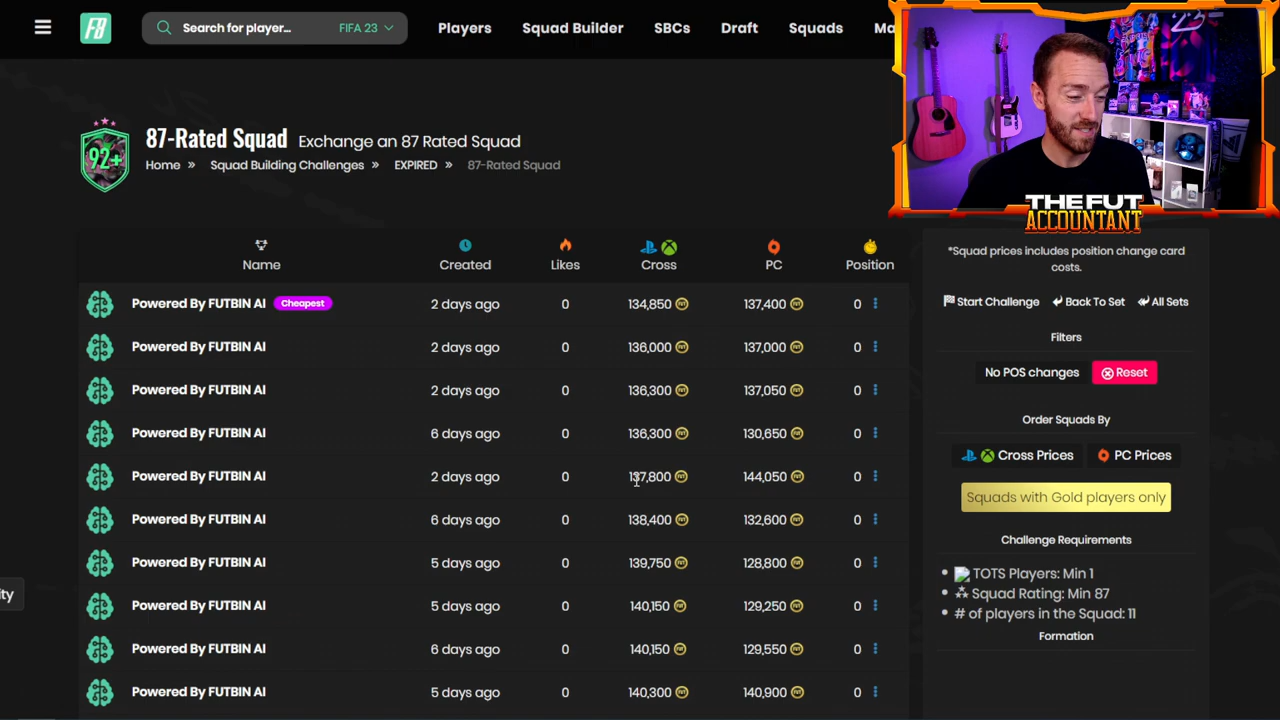 F8 Search for player... FIFA 23 Players Squad Builder SBCs Draft Squads Ma
92+ 87-Rated Squad Exchange an 87 Rated Squad
Home » Squad Building Challenges » EXPIRED » 87-Rated Squad
THE FUT
ACCOUNTANT
Name Created Likes Cross PC Position
Powered By FUTBIN AI Cheapest 2 days ago 0 134,850 137,400 0
Powered By FUTBIN AI 2 days ago 0 136,000 137,000 0
Powered By FUTBIN AI 2 days ago 0 136,300 137,050 0
Powered By FUTBIN AI 6 days ago 0 136,300 130,650 0
Powered By FUTBIN AI 2 days ago 0 137,800 144,050 0
Powered By FUTBIN AI 6 days ago 0 138,400 132,600 0
Powered By FUTBIN AI 5 days ago 0 139,750 128,800 0
Powered By FUTBIN AI 5 days ago 0 140,150 129,250 0
Powered By FUTBIN AI 6 days ago 0 140,150 129,550 0
Powered By FUTBIN AI 5 days ago 0 140,300 140,900 0
ty
*Squad prices includes position change card
costs.
Start Challenge Back To Set All Sets
Filters
No POS changes Reset
Order Squads By
Cross Prices PC Prices
Squads with Gold players only
Challenge Requirements
TOTS Players: Min 1
Squad Rating: Min 87
# of players in the Squad: 11
Formation